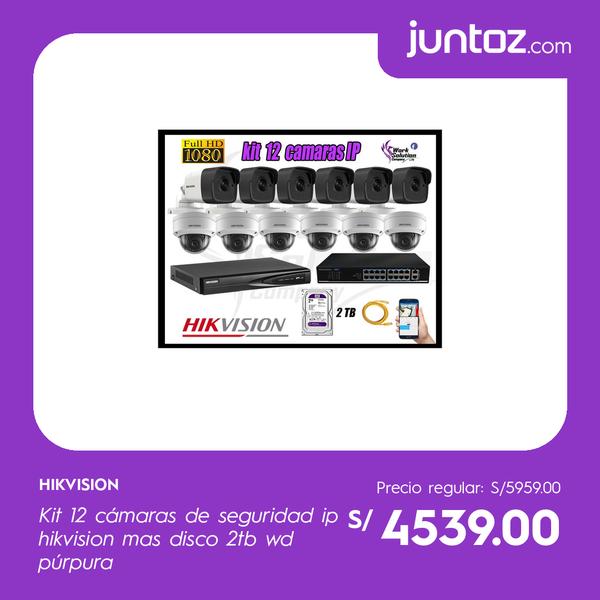 juntoz.com
Full HD
1080
kit 12 camaras IP
Work
Solution
Company
HIKVISION
2 TB
HIKVISION
Precio regular: S/5959.00
Kit 12 cámaras de seguridad ip
hikvision mas disco 2tb wd
púrpura
S/ 4539.00